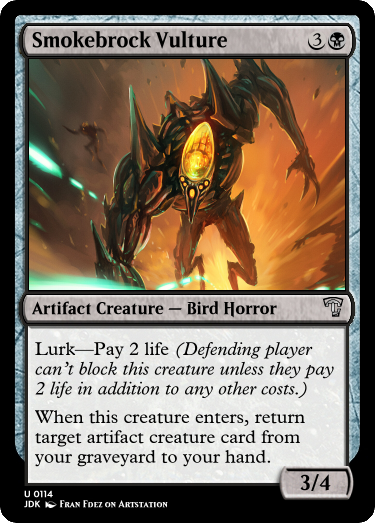 Smokebrock Vulture 3
Artifact Creature — Bird Horror
Lurk—Pay 2 life (Defending player
can't block this creature unless they pay
2 life in addition to any other costs.)
When this creature enters, return
target artifact creature card from
your graveyard to your hand.
3/4
U 0114
JDK Fran Fdez on Artstation